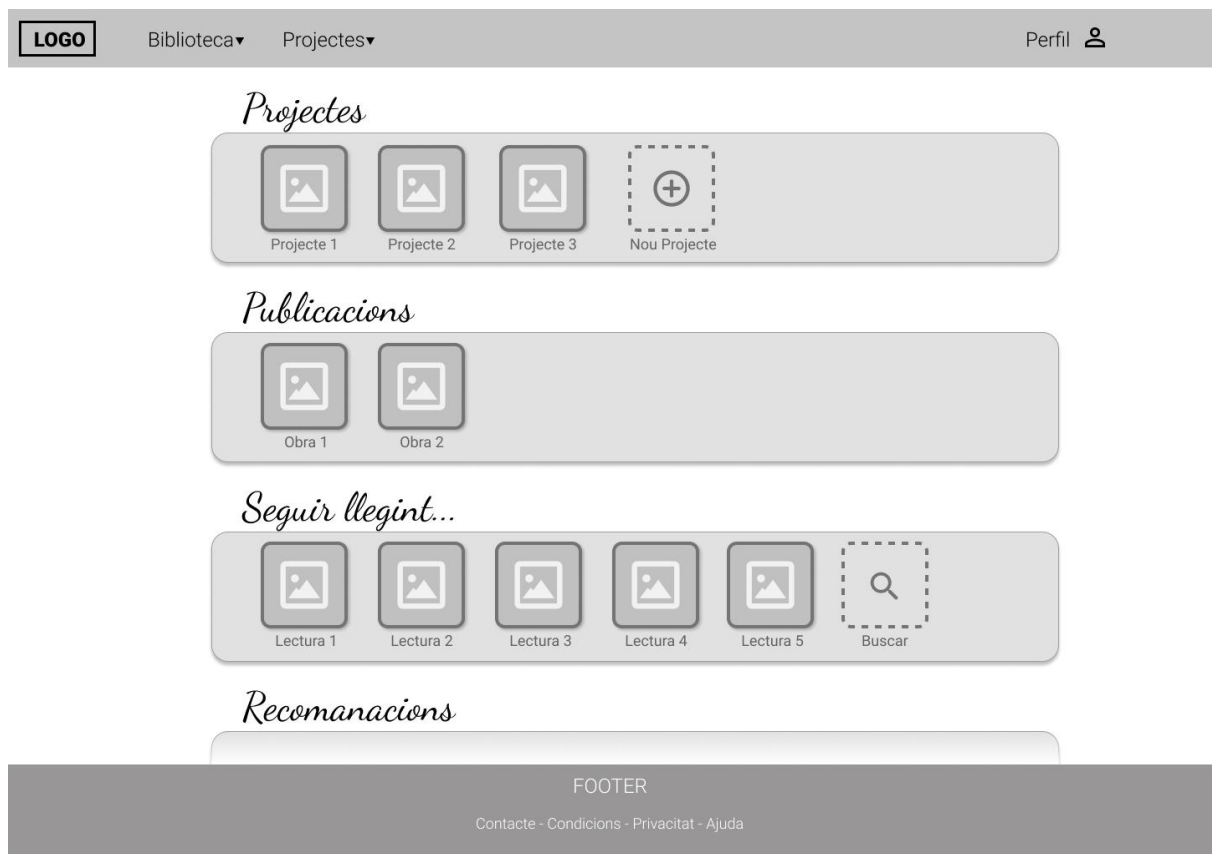 LOGO Biblioteca▾ Projectes▾ Perfil
Projectes
Projecte 1 Projecte 2 Projecte 3 Nou Projecte
Publicacions
Obra 1 Obra 2
Seguir llegint...
Lectura 1 Lectura 2 Lectura 3 Lectura 4 Lectura 5 Buscar
Recomanacions
FOOTER
Contacte - Condicions - Privacitat - Ajuda